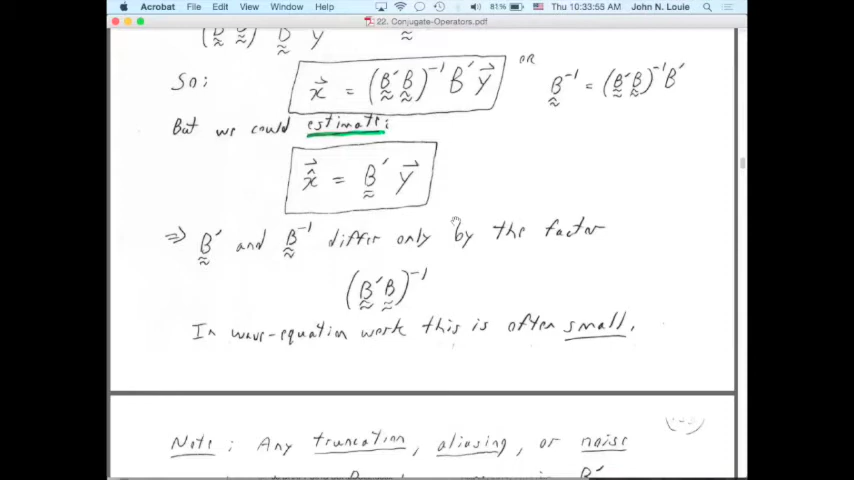 Acrobat File Edit View Window Help 81% Thu 10:33:55 AM John N. Louie
22. Conjugate-Operators.pdf
So: x⃗ = (B′B)⁻¹ B′ y⃗ OR B⁻¹ = (B′B)⁻¹ B′
But we could estimate:
x̂⃗ = B′ y⃗
⇒ B′ and B⁻¹ differ only by the factor
(B′B)⁻¹
In wave-equation work this is often small.
Note: Any truncation, aliasing, or noise